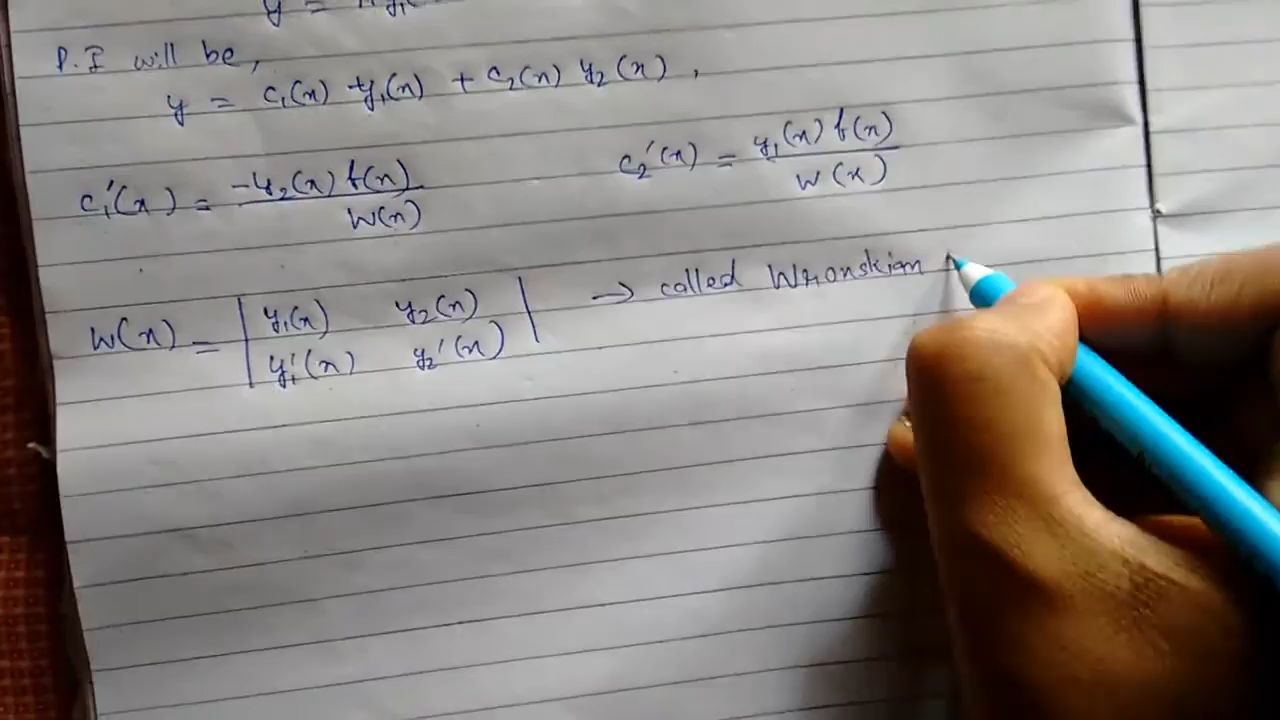 y =
P.I will be,
y = c₁(x) y₁(x) + c₂(x) y₂(x) ,
c₁'(x) = -y₂(x) f(x) / W(x)
c₂'(x) = y₁(x) f(x) / W(x)
W(x) = | y₁(x) y₂(x) | → called Wronskian
| y₁'(x) y₂'(x) |